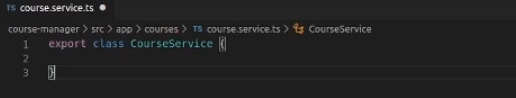 TS course.service.ts ●
course-manager > src > app > courses > TS course.service.ts > CourseService
1 export class CourseService {
2
3 }